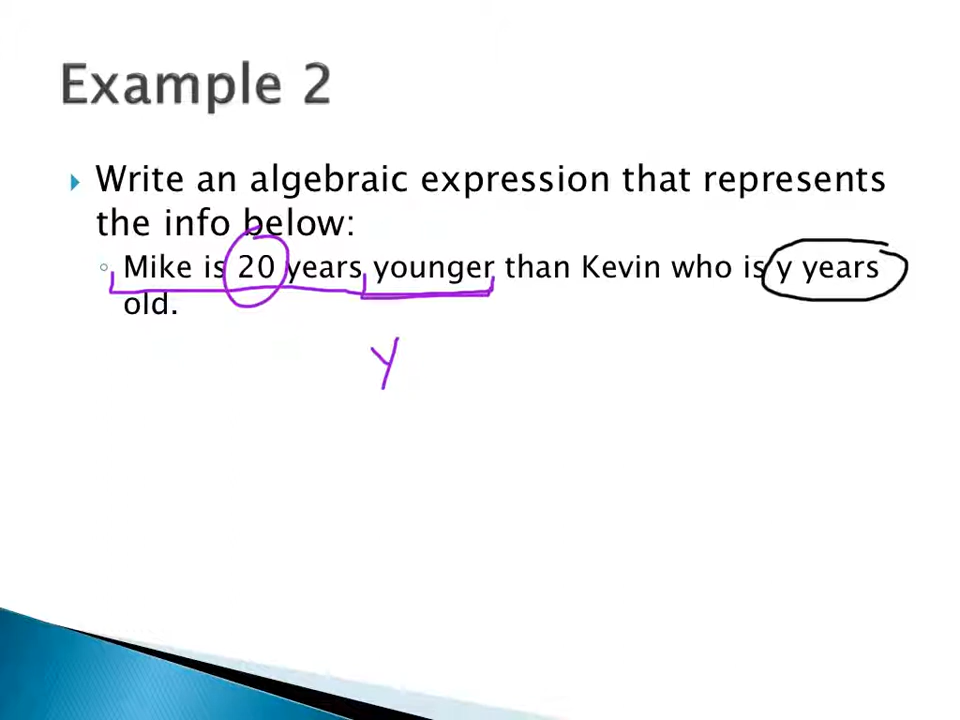 Example 2
Write an algebraic expression that represents
the info below:
Mike is 20 years younger than Kevin who is y years
old.
y